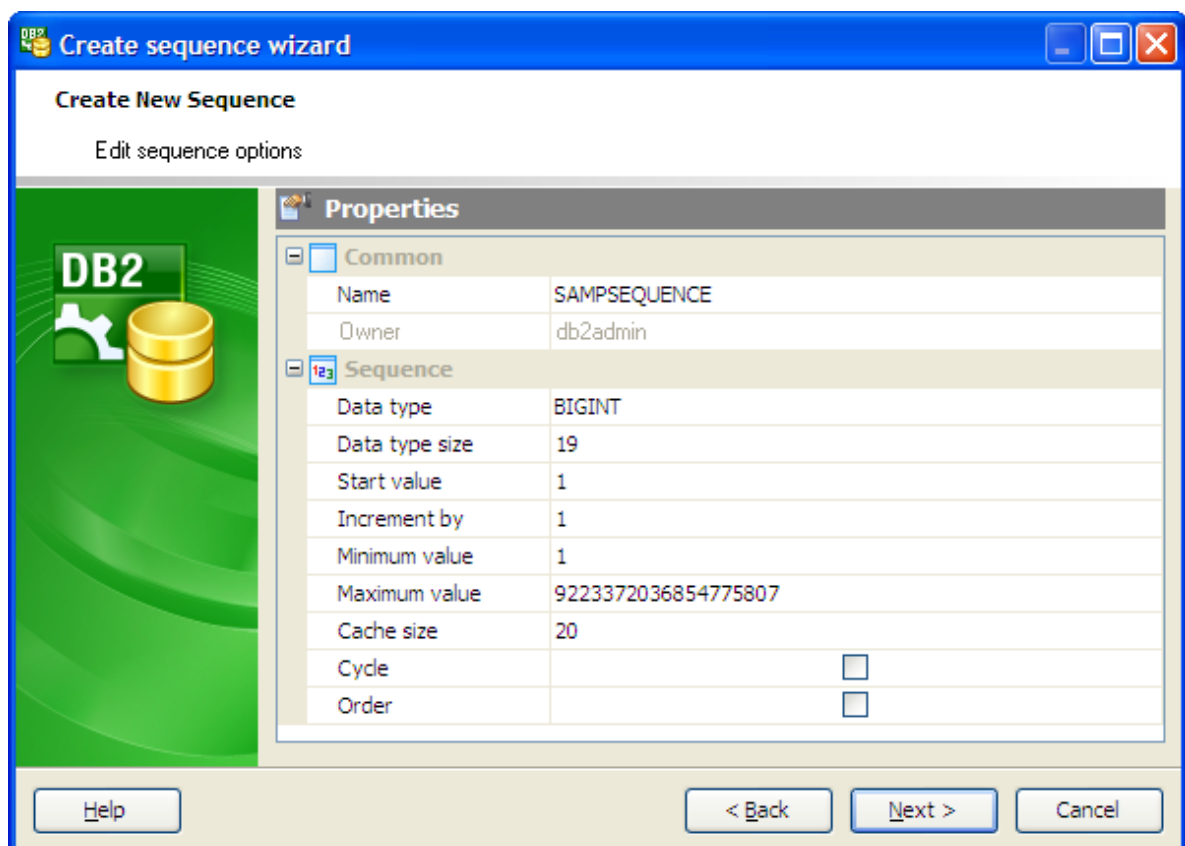 Create sequence wizard
Create New Sequence
Edit sequence options
Properties
DB2
Common
Name SAMPSEQUENCE
Owner db2admin
123 Sequence
Data type BIGINT
Data type size 19
Start value 1
Increment by 1
Minimum value 1
Maximum value 9223372036854775807
Cache size 20
Cycle
Order
Help < Back Next > Cancel